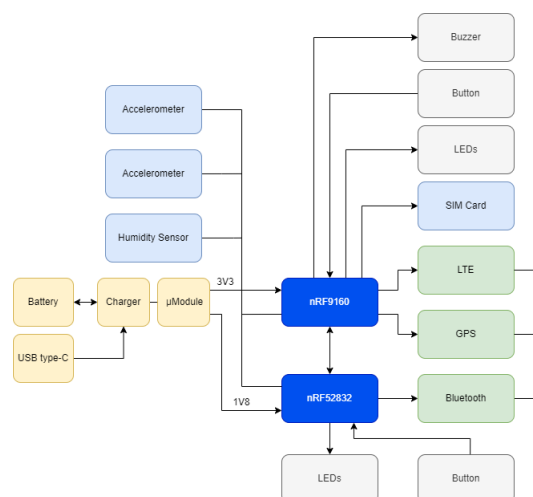 Buzzer
Button
Accelerometer
LEDs
Accelerometer
SIM Card
Humidity Sensor
LTE
3V3
Battery
Charger
µModule
nRF9160
GPS
USB type-C
nRF52832
Bluetooth
1V8
LEDs
Button